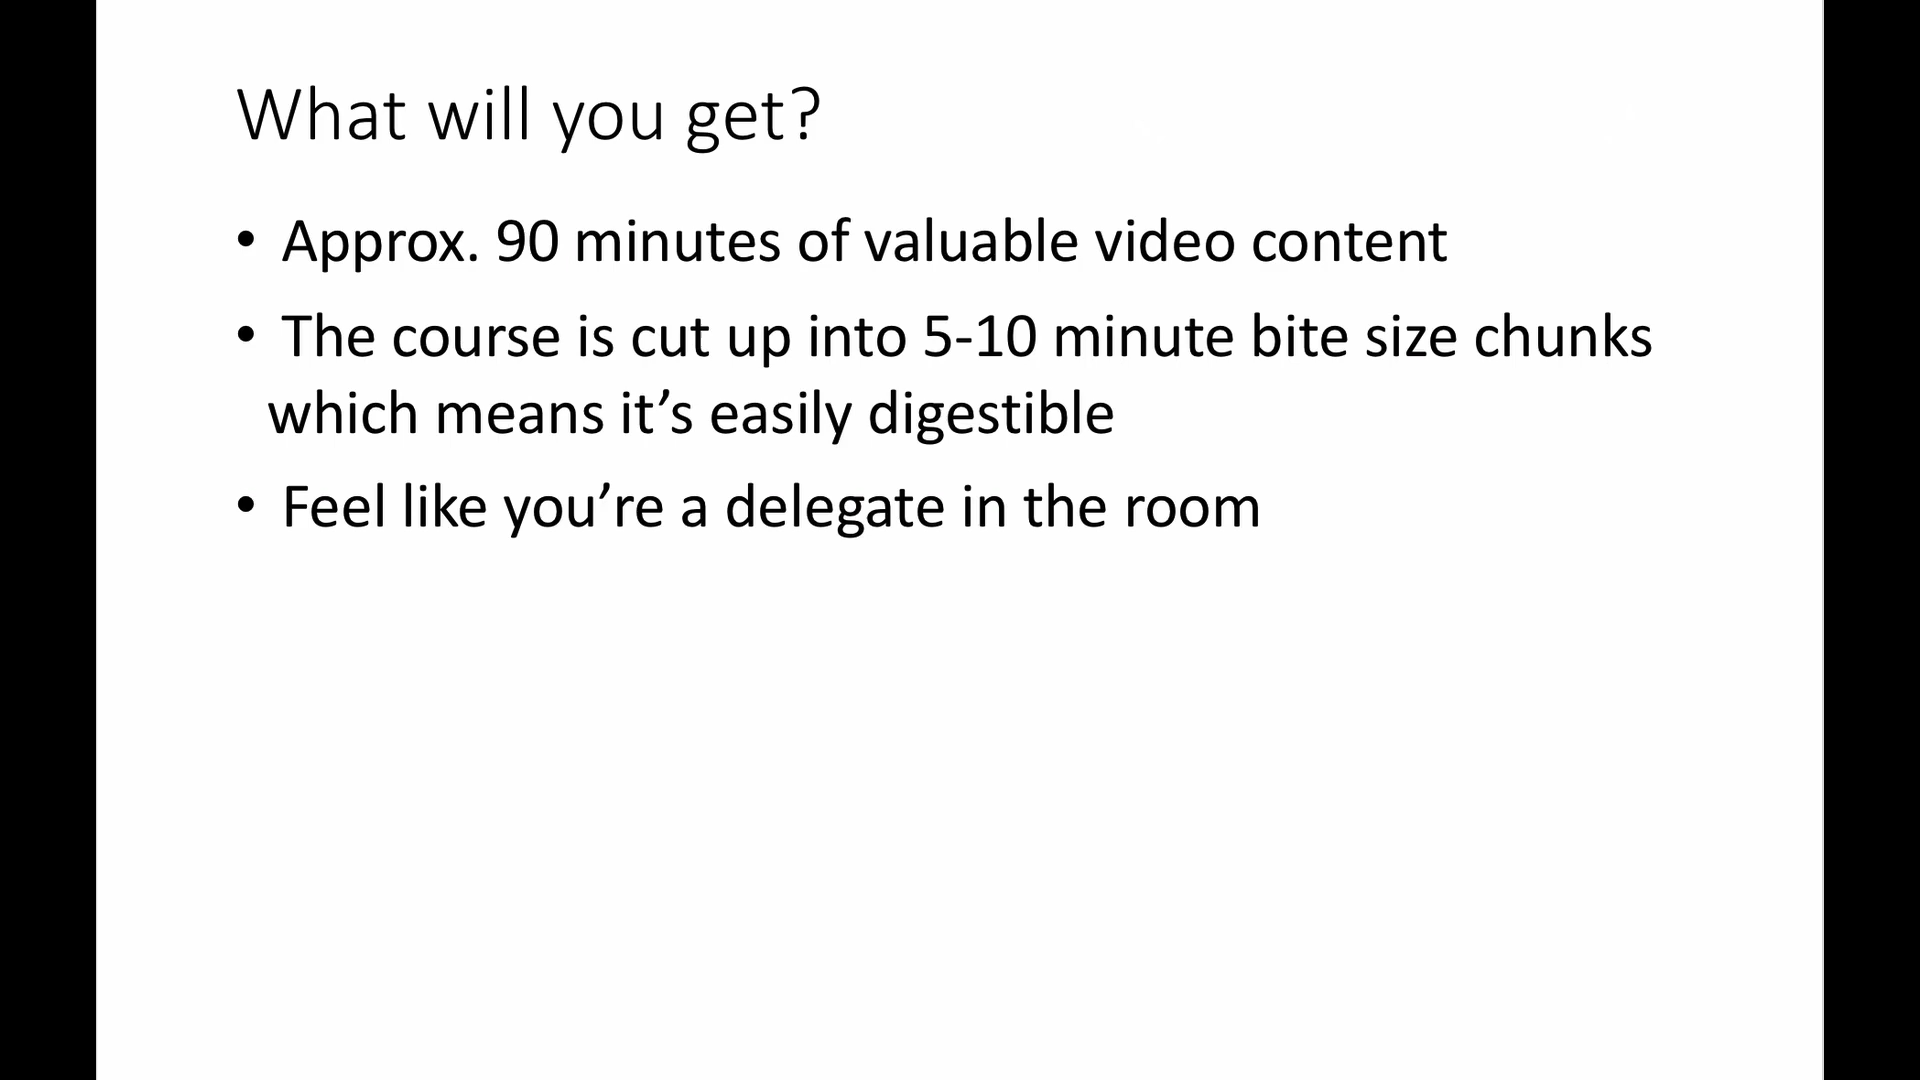 What will you get?
• Approx. 90 minutes of valuable video content
• The course is cut up into 5-10 minute bite size chunks
which means it’s easily digestible
• Feel like you’re a delegate in the room